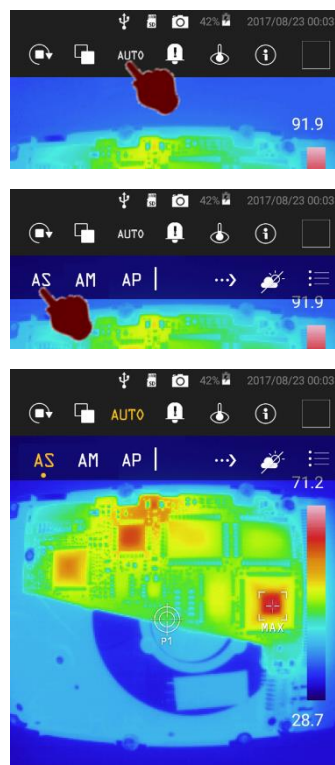 42% 2017/08/23 00:03
AUTO
91.9
42% 2017/08/23 00:03
AUTO
AS AM AP
91.9
42% 2017/08/23 00:03
AUTO
AS AM AP
71.2
MAX
P1
28.7